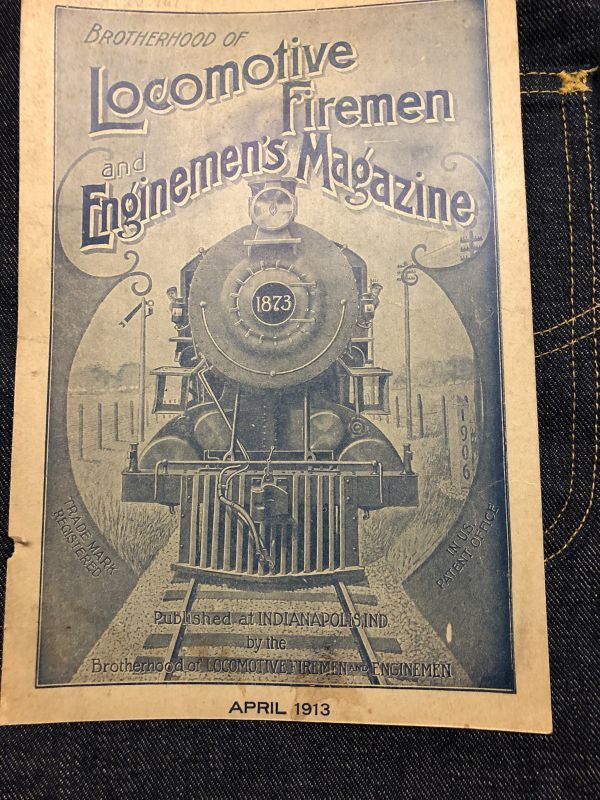 BROTHERHOOD OF
Locomotive
Firemen
and
Enginemen's Magazine
1873
M
1906
TRADE MARK
REGISTERED
IN U.S.
PATENT OFFICE
Published at INDIANAPOLIS IND.
by the
Brotherhood of LOCOMOTIVE FIREMEN AND ENGINEMEN
APRIL 1913